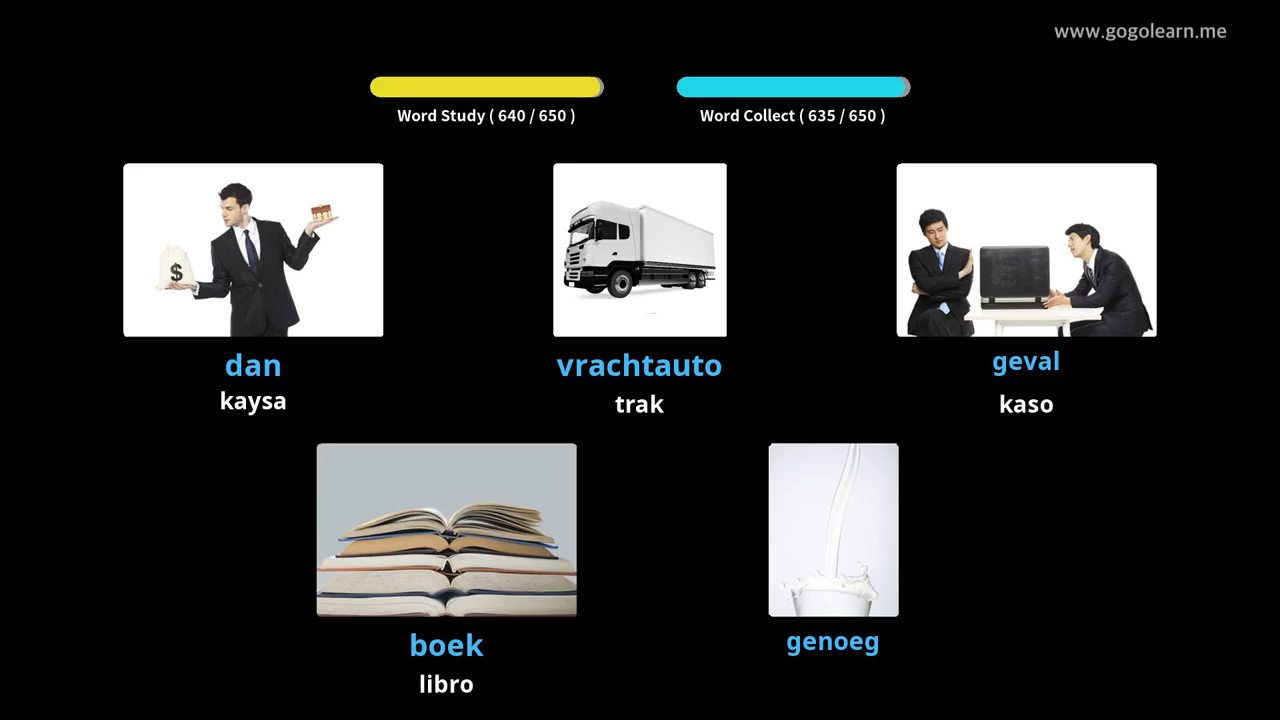 www.gogolearn.me
Word Study ( 640 / 650 )
Word Collect ( 635 / 650 )
$
dan
kaysa
vrachtauto
trak
geval
kaso
boek
libro
genoeg